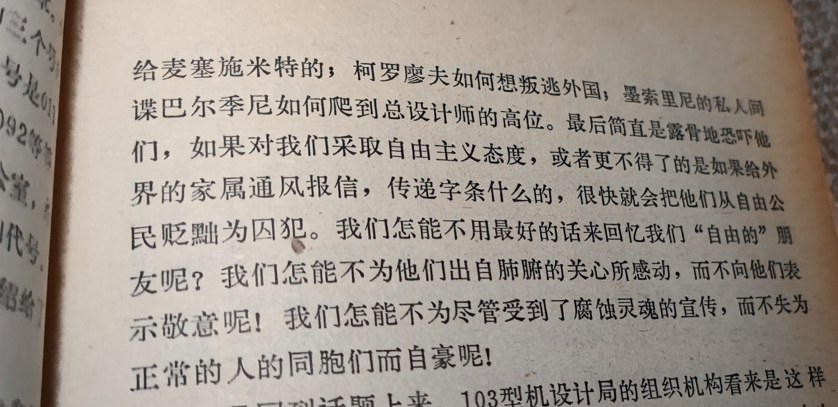 三个号
号是011
092等等
公室，
代号。
绍给
给麦塞施米特的；柯罗廖夫如何想叛逃外国；墨索里尼的私人间
谍巴尔季尼如何爬到总设计师的高位。最后简直是露骨地恐吓他
们，如果对我们采取自由主义态度，或者更不得了的是如果给外
界的家属通风报信，传递字条什么的，很快就会把他们从自由公
民贬黜为囚犯。我们怎能不用最好的话来回忆我们“自由的”朋
友呢？我们怎能不为他们出自肺腑的关心所感动，而不向他们表
示敬意呢！我们怎能不为尽管受到了腐蚀灵魂的宣传，而不失为
正常的人的同胞们而自豪呢！
回到话题上来，103型机设计局的组织机构看来是这样